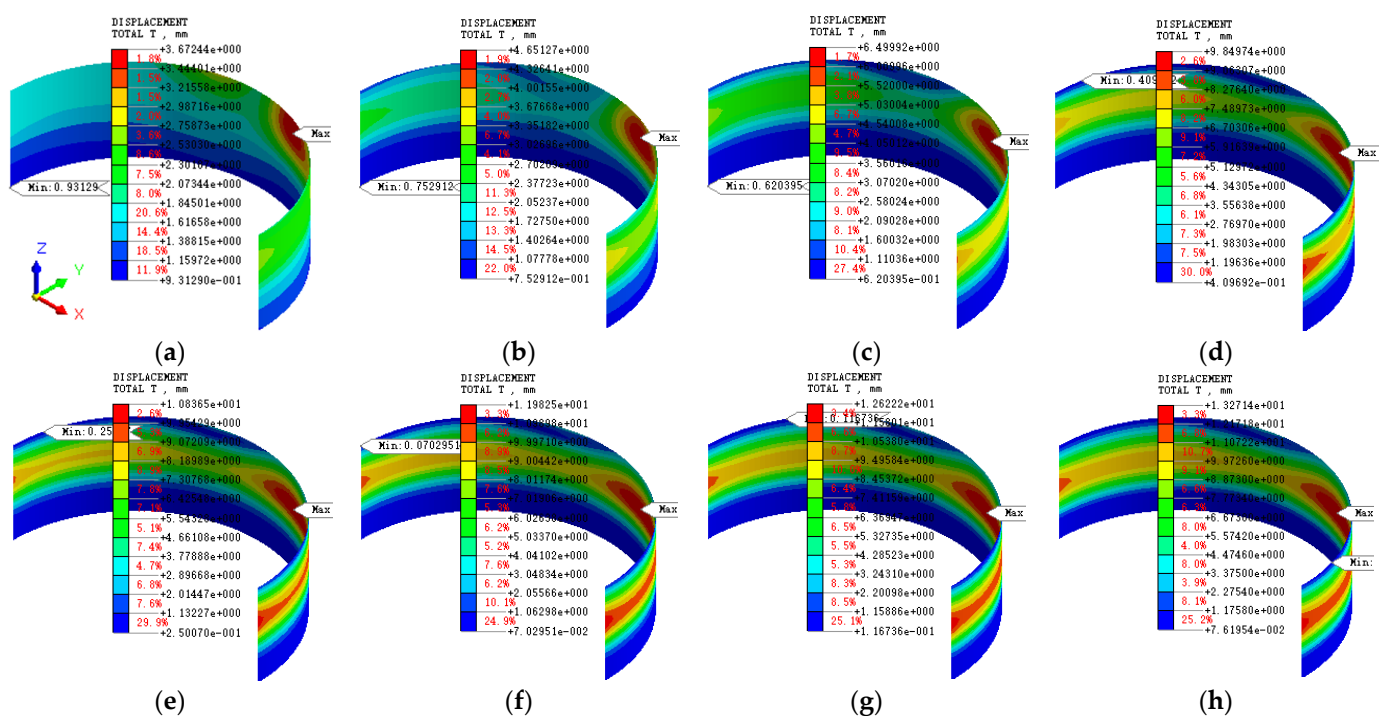 DISPLACEMENT
TOTAL T , mm
+3.67244e+000
1.8%
+3.44401e+000
1.5%
+3.21558e+000
1.5%
+2.98716e+000
+2.75873e+000
3.6%
+2.53030e+000
7.5%
+2.07344e+000
8.0%
+1.84501e+000
20.6%
+1.61658e+000
14.4%
+1.38815e+000
18.5%
+1.15972e+000
11.9%
+9.31290e-001
Max
Min:0.93129
Z
Y
X
(a)
DISPLACEMENT
TOTAL T , mm
+4.65127e+000
1.9%
+4.32641e+000
+4.00155e+000
+3.67668e+000
+3.35182e+000
6.7%
4.1%
5.0%
+2.37723e+000
11.3%
+2.05237e+000
12.5%
+1.72750e+000
13.3%
+1.40264e+000
14.5%
+1.07778e+000
22.0%
+7.52912e-001
Max
Min:0.752912
(b)
DISPLACEMENT
TOTAL T , mm
+6.49992e+000
1.7%
+5.52000e+000
+5.03004e+000
+4.54008e+000
4.7%
9.5%
8.4%
+3.07020e+000
8.2%
+2.58024e+000
9.0%
+2.09028e+000
8.1%
+1.60032e+000
10.4%
+1.11036e+000
27.4%
+6.20395e-001
Max
Min:0.620395
(c)
DISPLACEMENT
TOTAL T , mm
+9.84974e+000
2.6%
+8.27640e+000
6.0%
+7.48973e+000
+6.70306e+000
9.1%
5.6%
+4.34305e+000
6.8%
+3.55638e+000
6.1%
+2.76970e+000
7.3%
+1.98303e+000
7.5%
+1.19636e+000
30.0%
+4.09692e-001
Max
(d)
DISPLACEMENT
TOTAL T , mm
+1.08365e+001
2.6%
+9.07209e+000
6.9%
+8.18989e+000
+7.30768e+000
7.6%
5.1%
+4.66108e+000
7.4%
+3.77888e+000
4.7%
+2.89668e+000
6.8%
+2.01447e+000
7.6%
+1.13227e+000
29.9%
+2.50070e-001
Max
(e)
DISPLACEMENT
TOTAL T , mm
+1.19825e+001
3.3%
+9.99710e+000
8.9%
+9.00442e+000
+8.01174e+000
7.6%
5.3%
6.2%
+5.03370e+000
5.2%
+4.04102e+000
7.6%
+3.04834e+000
6.2%
+2.05566e+000
10.1%
+1.06298e+000
24.9%
+7.02951e-002
Max
Min:0.0702951
(f)
DISPLACEMENT
TOTAL T , mm
+1.26222e+001
+1.05380e+001
+9.49584e+000
+8.45372e+000
6.4%
6.5%
+5.32735e+000
5.5%
+4.28523e+000
5.3%
+3.24310e+000
8.3%
+2.20098e+000
8.5%
+1.15886e+000
25.1%
+1.16736e-001
Max
(g)
DISPLACEMENT
TOTAL T , mm
+1.32714e+001
3.3%
+1.10722e+001
10.7%
+9.97260e+000
9.1%
+8.87300e+000
8.0%
+5.57420e+000
4.0%
+4.47460e+000
8.0%
+3.37500e+000
3.9%
+2.27540e+000
8.1%
+1.17580e+000
25.2%
+7.61954e-002
Max
Min:
(h)